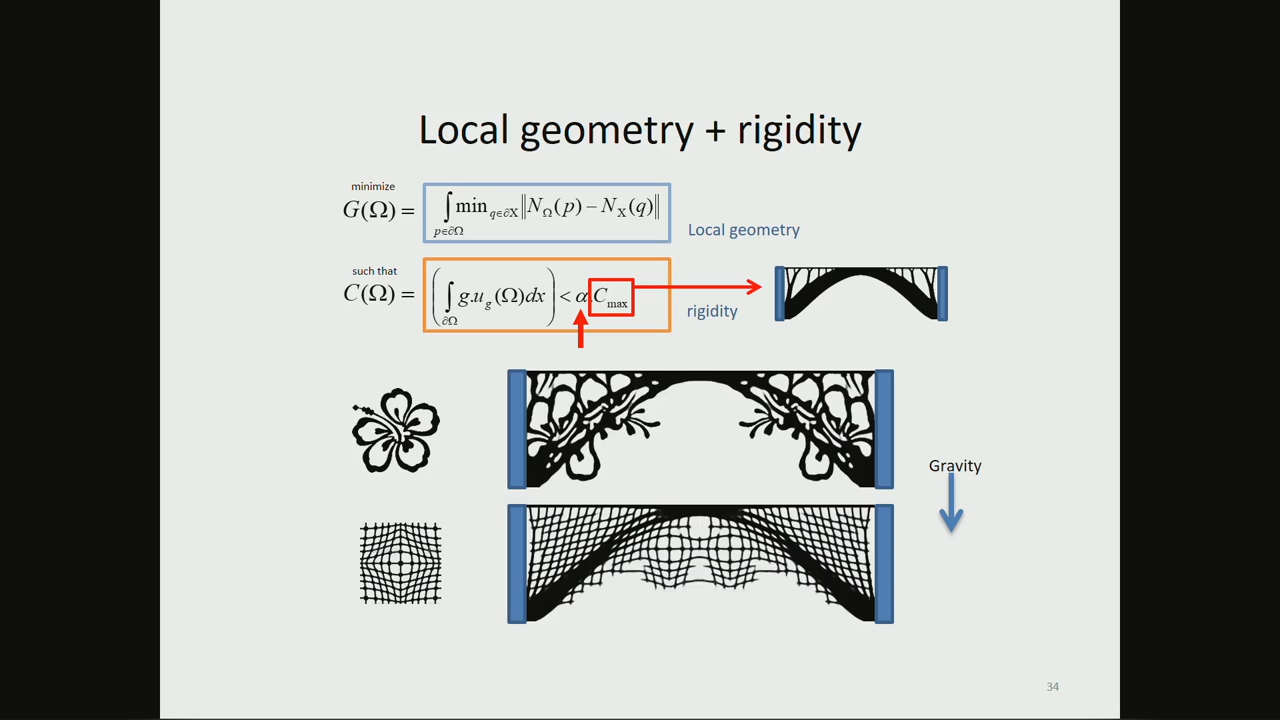 Local geometry + rigidity
minimize
G(Ω) = ∫p∈∂Ω min q∈∂X ‖N_Ω(p) − N_X(q)‖
Local geometry
such that
C(Ω) = (∫∂Ω g.u_g(Ω)dx) < α.C_max
rigidity
Gravity
34